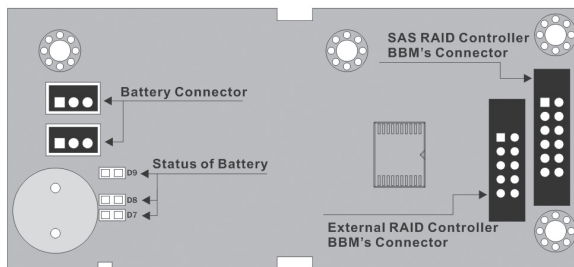 SAS RAID Controller
BBM's Connector
Battery Connector
Status of Battery
D9
D8
D7
External RAID Controller
BBM's Connector